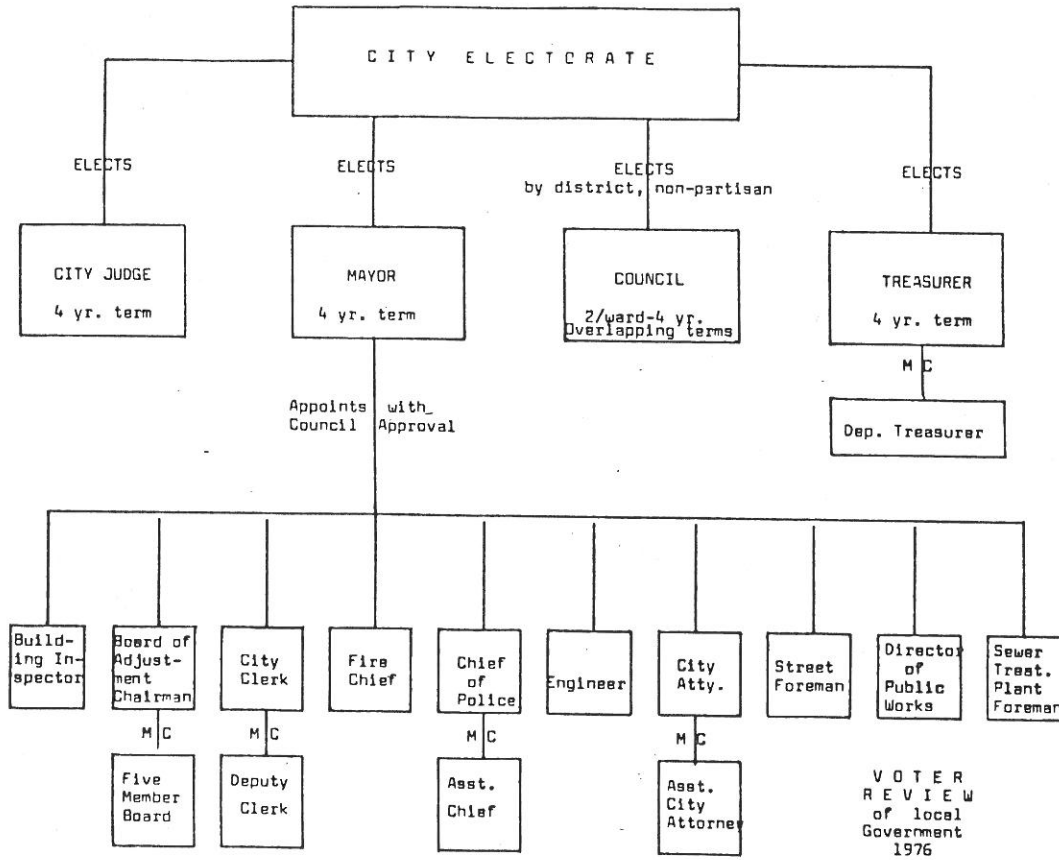 CITY ELECTORATE
ELECTS
ELECTS
ELECTS
by district, non-partisan
ELECTS
CITY JUDGE
4 yr. term
MAYOR
4 yr. term
COUNCIL
2/ward-4 yr.
Overlapping terms
TREASURER
4 yr. term
M C
Dep. Treasurer
Appoints with
Council Approval
Build-
ing In-
spector
Board of
Adjust-
ment
Chairman
City
Clerk
Fire
Chief
Chief
of
Police
Engineer
City
Atty.
Street
Foreman
Director
of
Public
Works
Sewer
Treat.
Plant
Foreman
M C
M C
M C
M C
Five
Member
Board
Deputy
Clerk
Asst.
Chief
Asst.
City
Attorney
VOTER
REVIEW
of local
Government
1976